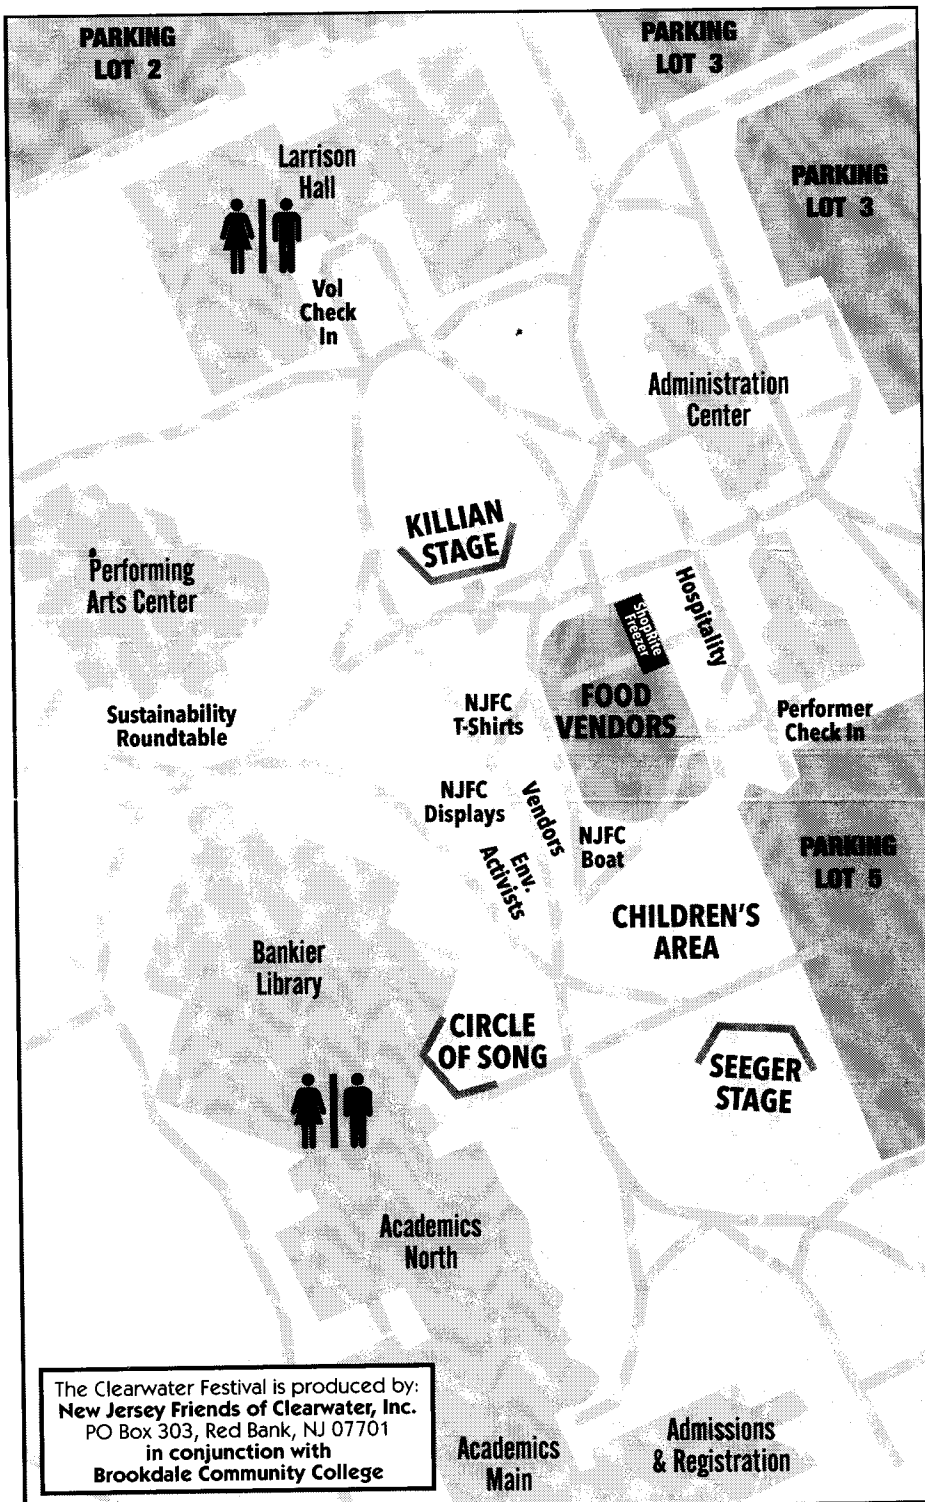 PARKING
LOT 2
PARKING
LOT 3
Larrison
Hall
PARKING
LOT 3
Vol
Check
In
Administration
Center
KILLIAN
STAGE
Performing
Arts Center
Hospitality
ShopRite
Freezer
FOOD
VENDORS
NJFC
T-Shirts
Sustainability
Roundtable
Performer
Check In
NJFC
Displays
Vendors
NJFC
Boat
Env.
Activists
PARKING
LOT 5
CHILDREN'S
AREA
Bankier
Library
CIRCLE
OF SONG
SEEGER
STAGE
Academics
North
The Clearwater Festival is produced by:
New Jersey Friends of Clearwater, Inc.
PO Box 303, Red Bank, NJ 07701
in conjunction with
Brookdale Community College
Academics
Main
Admissions
& Registration